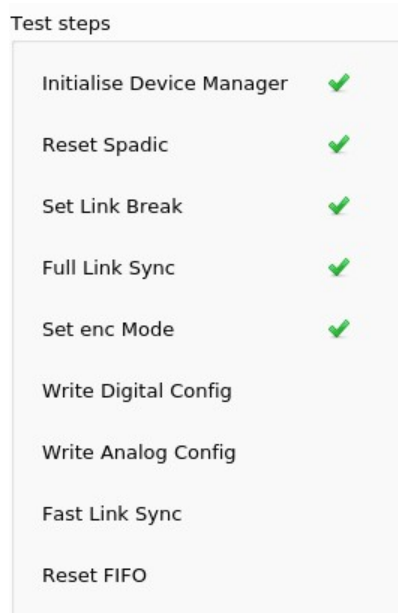 Test steps
Initialise Device Manager
Reset Spadic
Set Link Break
Full Link Sync
Set enc Mode
Write Digital Config
Write Analog Config
Fast Link Sync
Reset FIFO